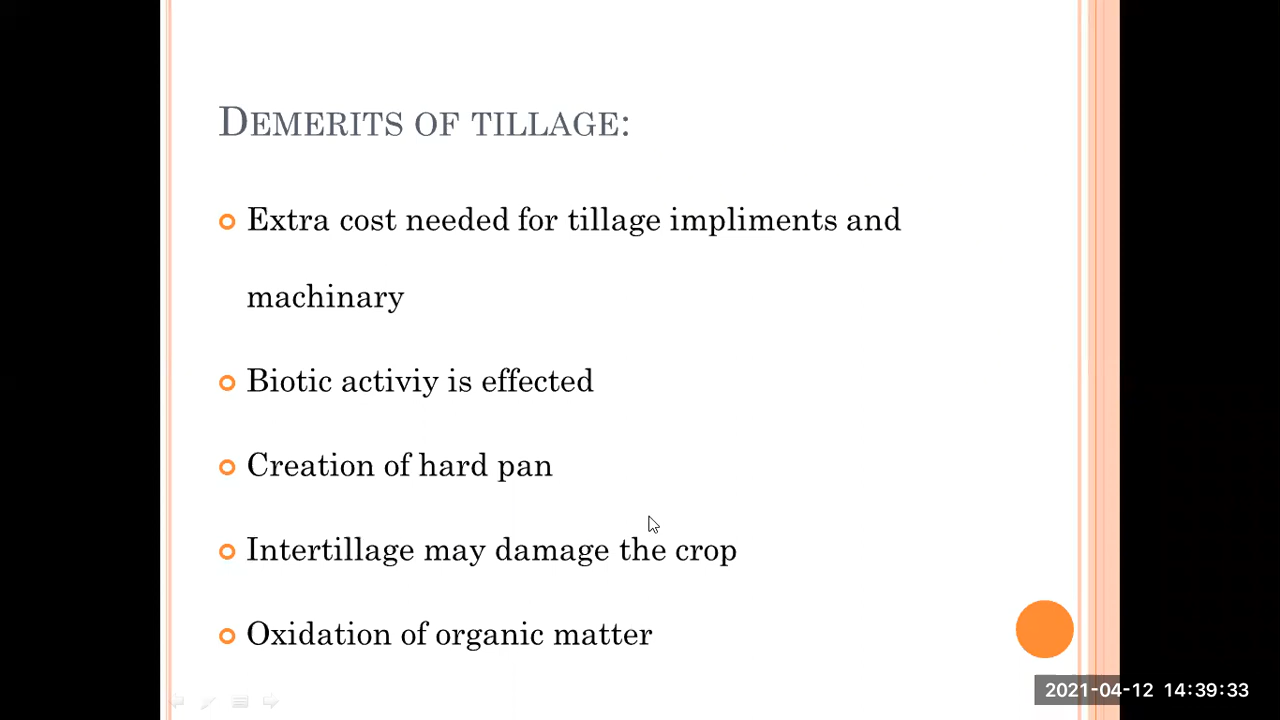 DEMERITS OF TILLAGE:
Extra cost needed for tillage impliments and
machinary
Biotic activiy is effected
Creation of hard pan
Intertillage may damage the crop
Oxidation of organic matter
2021-04-12 14:39:33